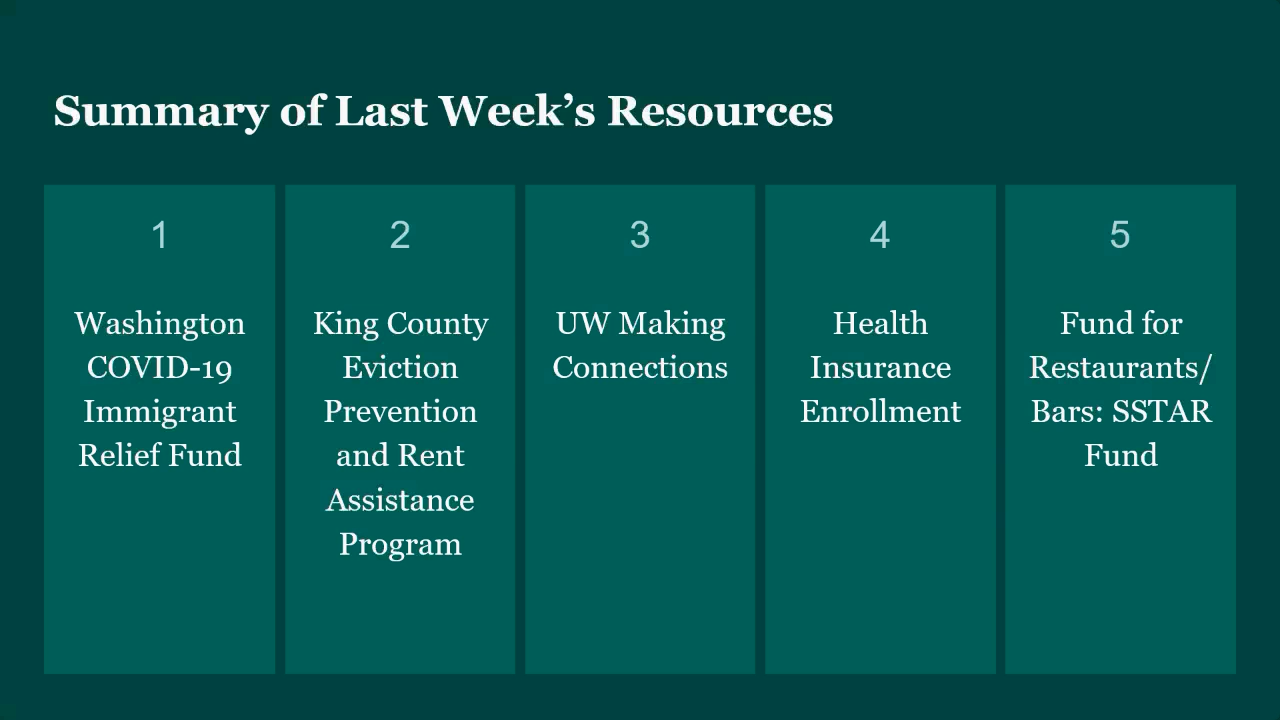 Summary of Last Week’s Resources
1
Washington
COVID-19
Immigrant
Relief Fund
2
King County
Eviction
Prevention
and Rent
Assistance
Program
3
UW Making
Connections
4
Health
Insurance
Enrollment
5
Fund for
Restaurants/
Bars: SSTAR
Fund